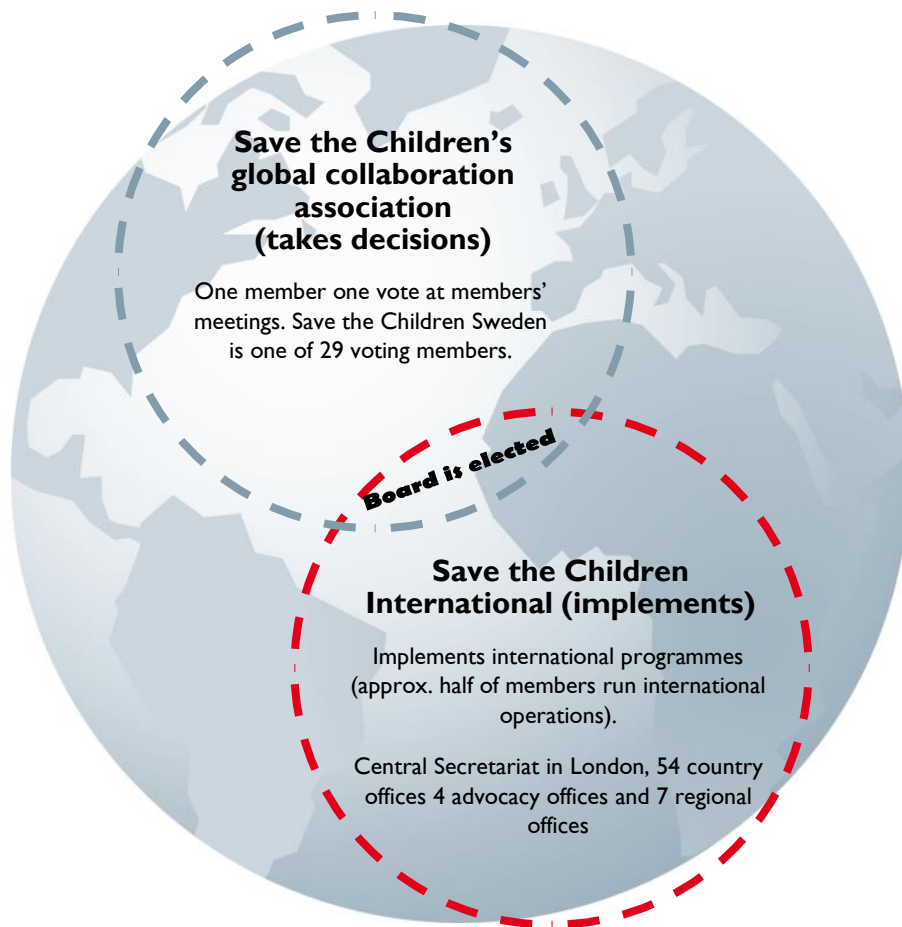 Save the Children’s
global collaboration
association
(takes decisions)
One member one vote at members’
meetings. Save the Children Sweden
is one of 29 voting members.
Board is elected
Save the Children
International (implements)
Implements international programmes
(approx. half of members run international
operations).
Central Secretariat in London, 54 country
offices 4 advocacy offices and 7 regional
offices